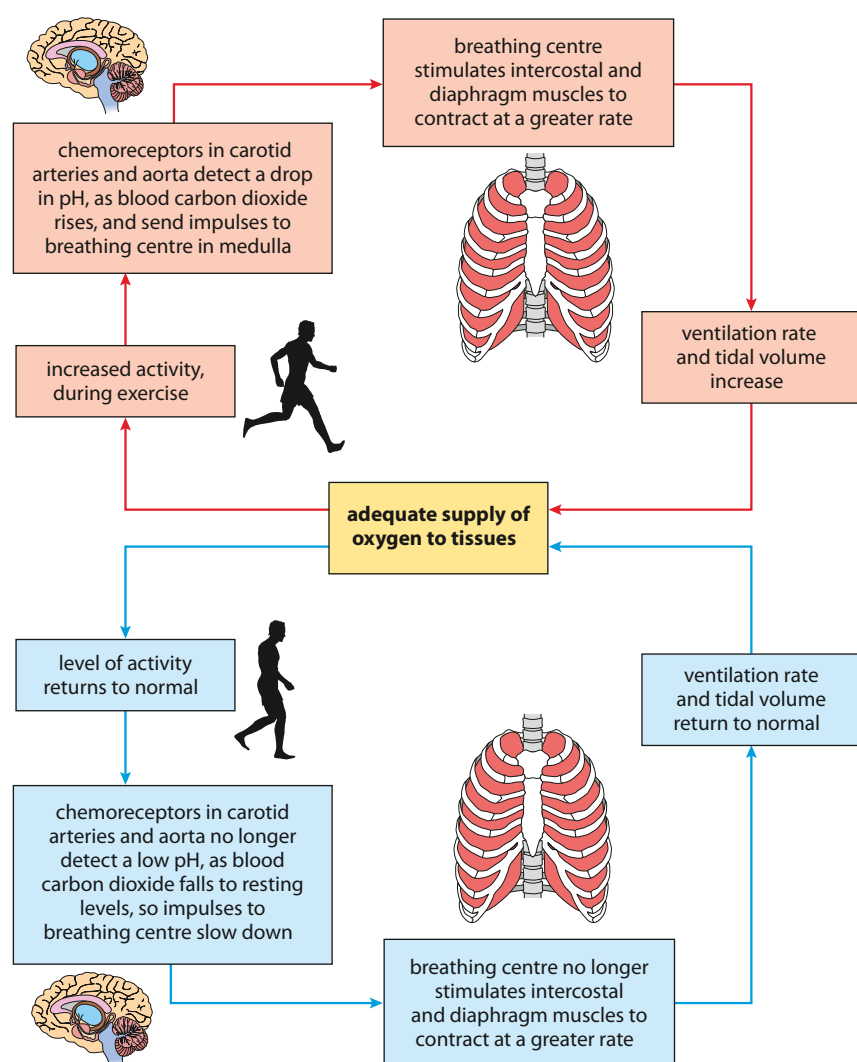 breathing centre
stimulates intercostal and
diaphragm muscles to
contract at a greater rate
chemoreceptors in carotid
arteries and aorta detect a drop
in pH, as blood carbon dioxide
rises, and send impulses to
breathing centre in medulla
ventilation rate
and tidal volume
increase
increased activity,
during exercise
adequate supply of
oxygen to tissues
level of activity
returns to normal
ventilation rate
and tidal volume
return to normal
chemoreceptors in carotid
arteries and aorta no longer
detect a low pH, as blood
carbon dioxide falls to resting
levels, so impulses to
breathing centre slow down
breathing centre no longer
stimulates intercostal
and diaphragm muscles to
contract at a greater rate